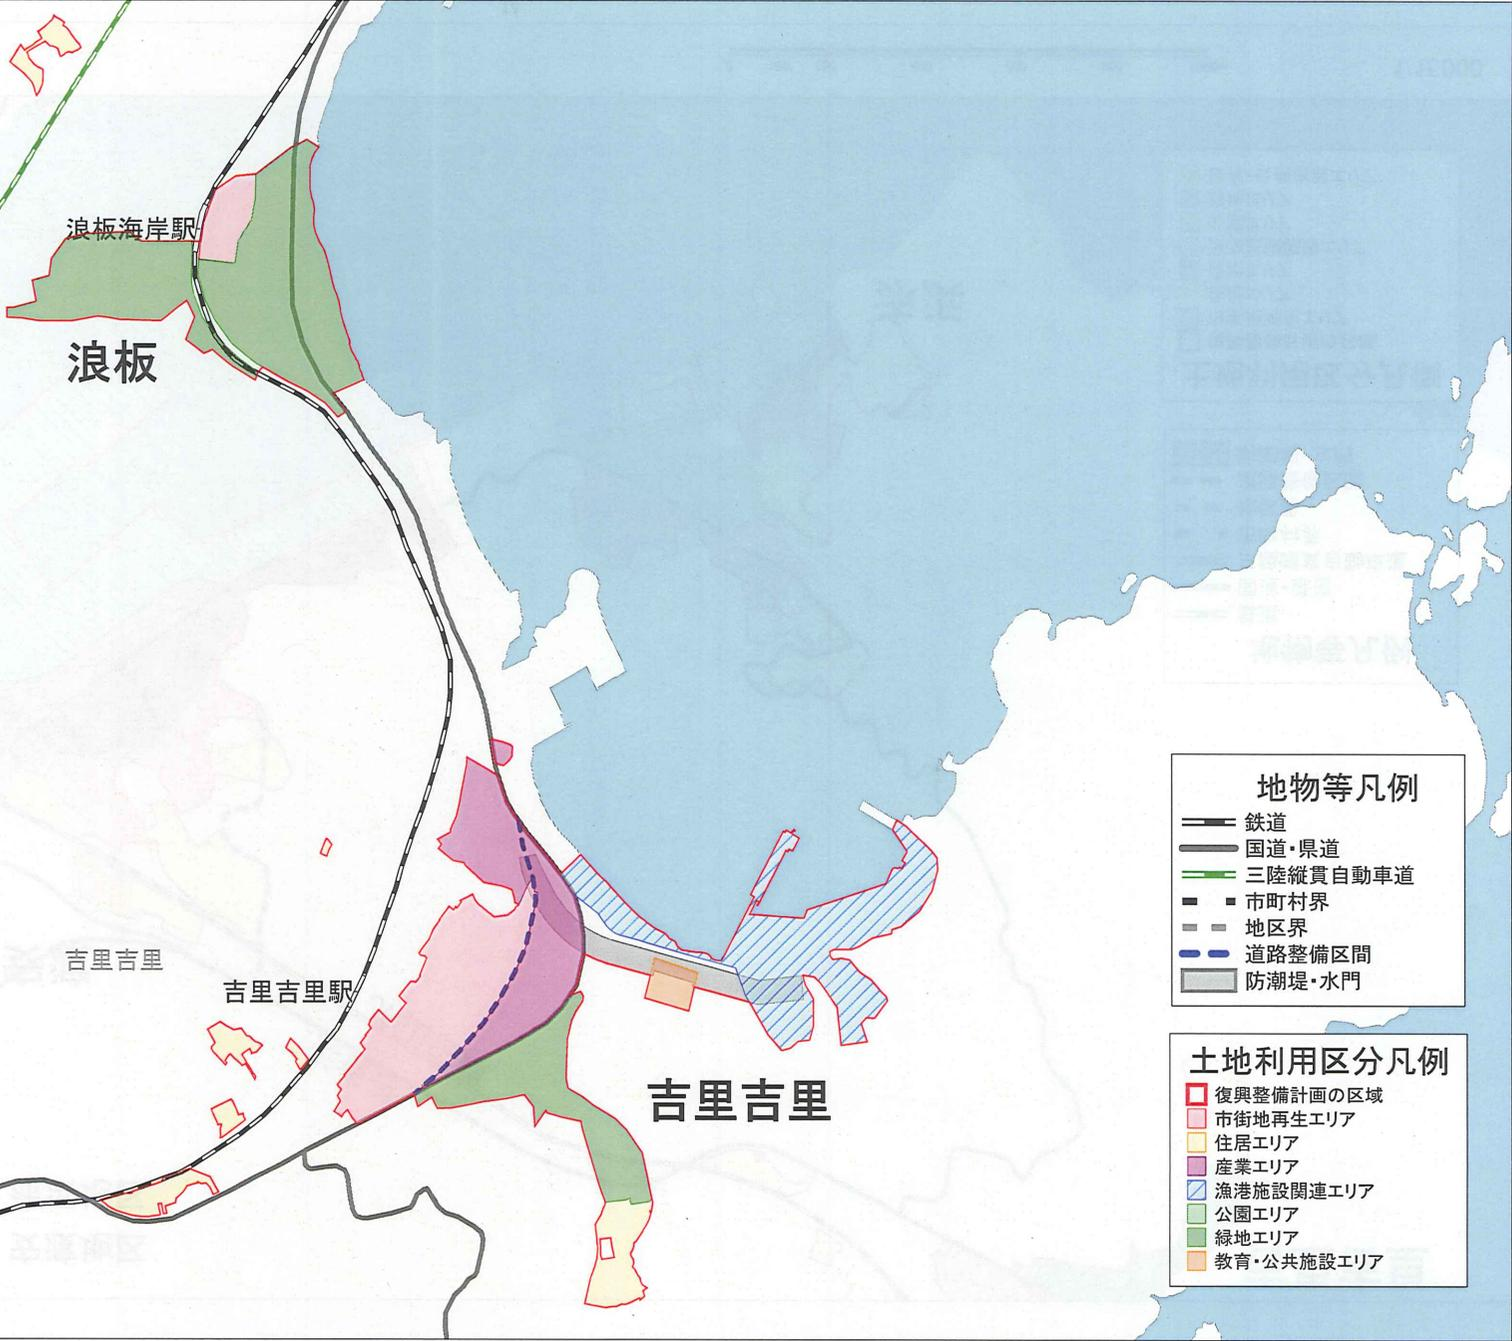 浪板海岸駅
浪板
吉里吉里
吉里吉里駅
吉里吉里
地物等凡例
鉄道
国道・県道
三陸縦貫自動車道
市町村界
地区界
道路整備区間
防潮堤・水門
土地利用区分凡例
復興整備計画の区域
市街地再生エリア
住居エリア
産業エリア
漁港施設関連エリア
公園エリア
緑地エリア
教育・公共施設エリア